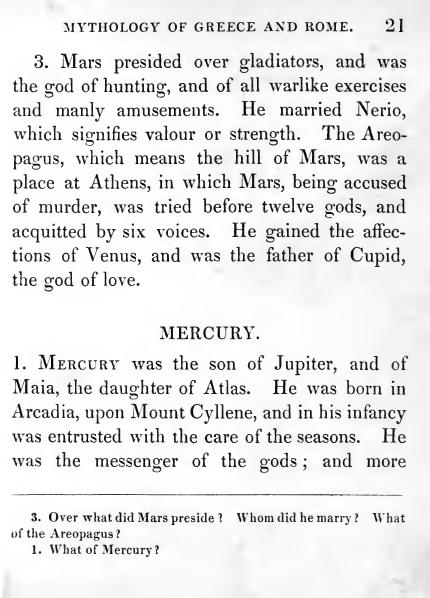 MYTHOLOGY OF GREECE AND ROME. 21
3. Mars presided over gladiators, and was
the god of hunting, and of all warlike exercises
and manly amusements. He married Nerio,
which signifies valour or strength. The Areo-
pagus, which means the hill of Mars, was a
place at Athens, in which Mars, being accused
of murder, was tried before twelve gods, and
acquitted by six voices. He gained the affec-
tions of Venus, and was the father of Cupid,
the god of love.
MERCURY.
1. MERCURY was the son of Jupiter, and of
Maia, the daughter of Atlas. He was born in
Arcadia, upon Mount Cyllene, and in his infancy
was entrusted with the care of the seasons. He
was the messenger of the gods; and more
3. Over what did Mars preside? Whom did he marry? What
of the Areopagus?
1. What of Mercury?